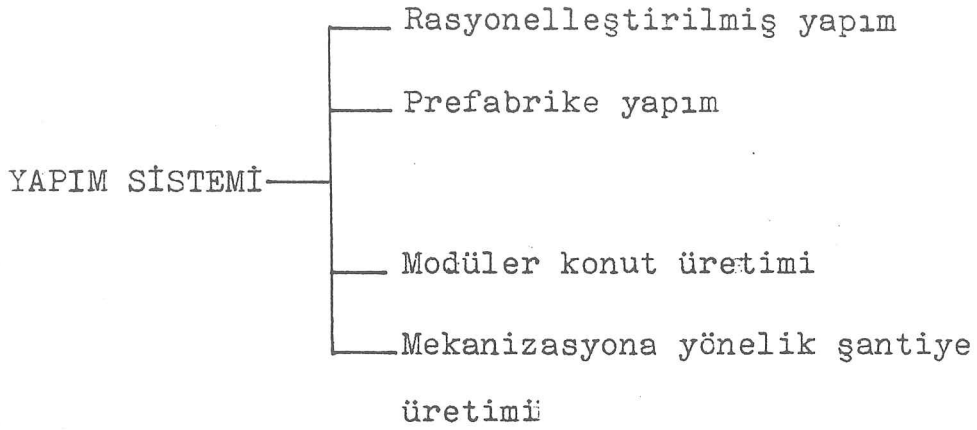 Rasyonelleştirilmiş yapım
Prefabrike yapım
YAPIM SİSTEMİ
Modüler konut üretimi
Mekanizasyona yönelik şantiye
üretimi